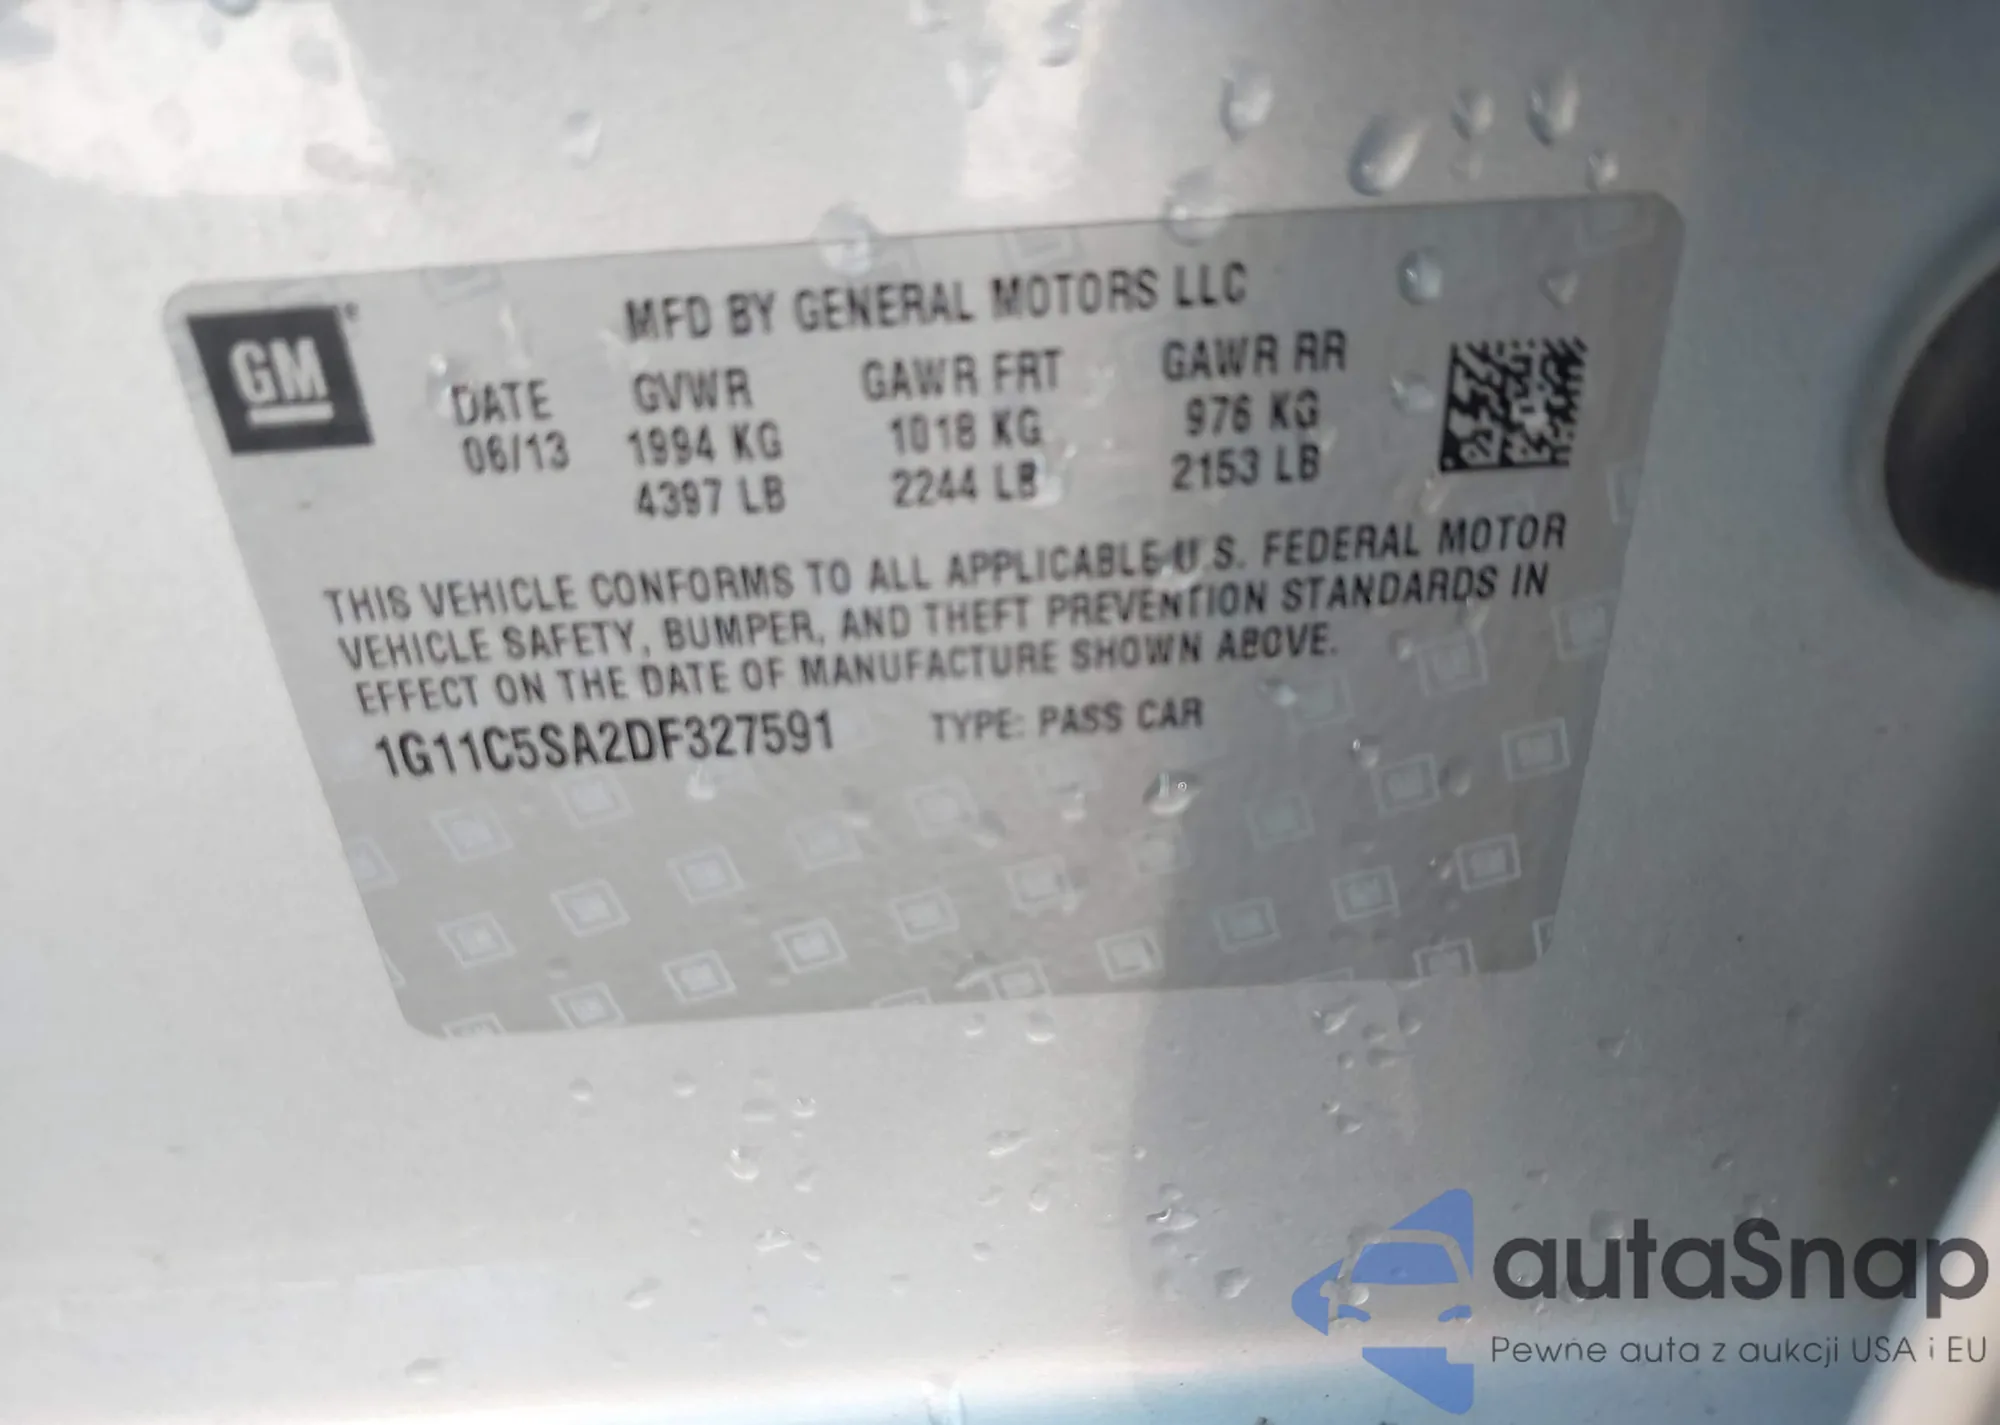 GM
MFD BY GENERAL MOTORS LLC
DATE GVWR GAWR FRT GAWR RR
06/13 1994 KG 1018 KG 976 KG
4397 LB 2244 LB 2153 LB
THIS VEHICLE CONFORMS TO ALL APPLICABLE U.S. FEDERAL MOTOR
VEHICLE SAFETY, BUMPER, AND THEFT PREVENTION STANDARDS IN
EFFECT ON THE DATE OF MANUFACTURE SHOWN ABOVE.
1G11C5SA2DF327591 TYPE: PASS CAR
autaSnap
Pewne auta z aukcji USA i EU